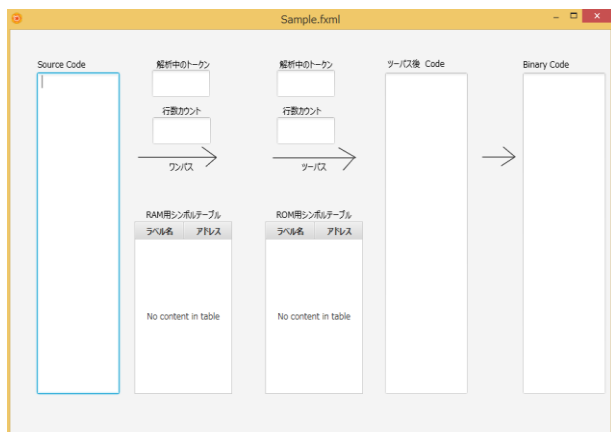 Sample.fxml
Source Code
解析中のトークン
解析中のトークン
ツーパス後 Code
Binary Code
行数カウント
行数カウント
ワンパス
ツーパス
RAM用シンボルテーブル
ROM用シンボルテーブル
ラベル名 アドレス
ラベル名 アドレス
No content in table
No content in table